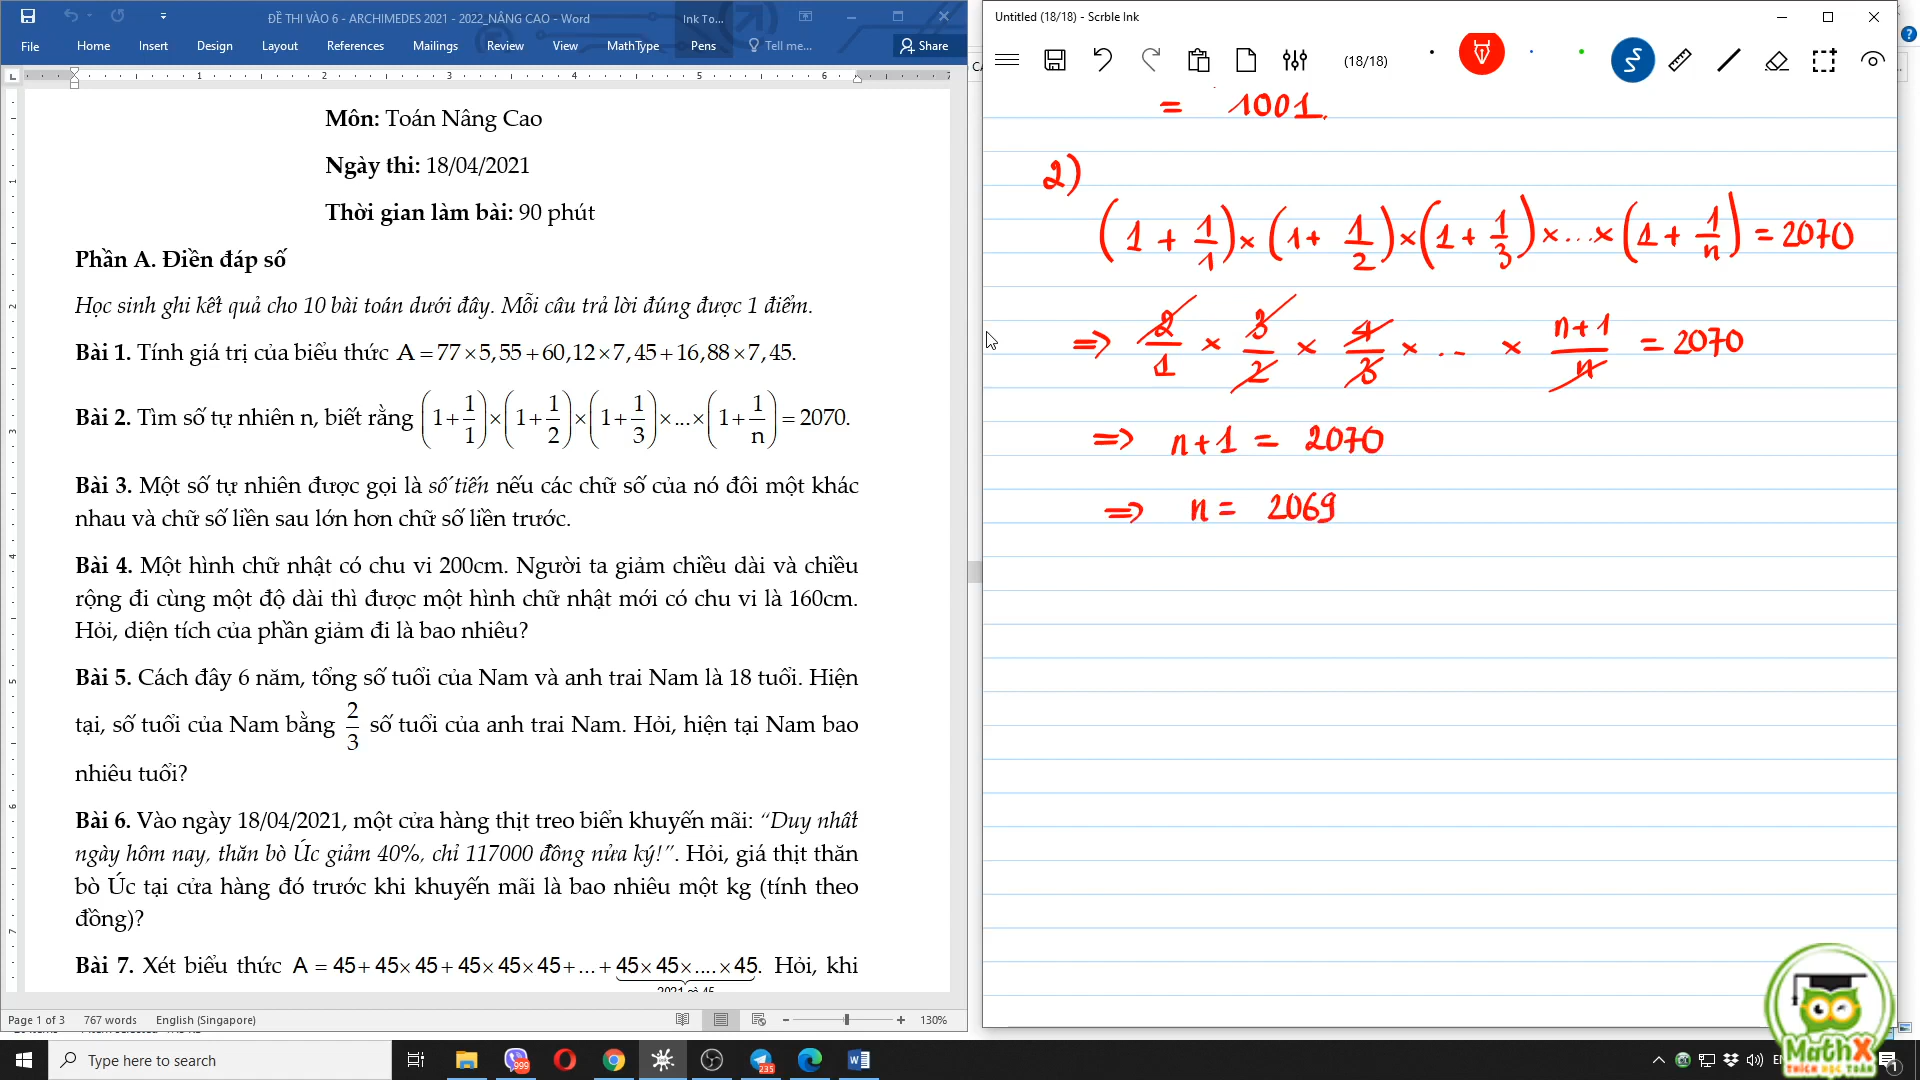 ĐỀ THI VÀO 6 - ARCHIMEDES 2021 - 2022_NÂNG CAO - Word
Ink To...
File Home Insert Design Layout References Mailings Review View MathType Pens Tell me... Share
Môn: Toán Nâng Cao
Ngày thi: 18/04/2021
Thời gian làm bài: 90 phút
Phần A. Điền đáp số
Học sinh ghi kết quả cho 10 bài toán dưới đây. Mỗi câu trả lời đúng được 1 điểm.
Bài 1. Tính giá trị của biểu thức A = 77 × 5,55 + 60,12 × 7,45 + 16,88 × 7,45.
Bài 2. Tìm số tự nhiên n, biết rằng (1 + 1/1) × (1 + 1/2) × (1 + 1/3) × ... × (1 + 1/n) = 2070.
Bài 3. Một số tự nhiên được gọi là số tiến nếu các chữ số của nó đôi một khác
nhau và chữ số liền sau lớn hơn chữ số liền trước.
Bài 4. Một hình chữ nhật có chu vi 200cm. Người ta giảm chiều dài và chiều
rộng đi cùng một độ dài thì được một hình chữ nhật mới có chu vi là 160cm.
Hỏi, diện tích của phần giảm đi là bao nhiêu?
Bài 5. Cách đây 6 năm, tổng số tuổi của Nam và anh trai Nam là 18 tuổi. Hiện
tại, số tuổi của Nam bằng 2/3 số tuổi của anh trai Nam. Hỏi, hiện tại Nam bao
nhiêu tuổi?
Bài 6. Vào ngày 18/04/2021, một cửa hàng thịt treo biển khuyến mãi: “Duy nhất
ngày hôm nay, thăn bò Úc giảm 40%, chỉ 117000 đồng nửa ký!”. Hỏi, giá thịt thăn
bò Úc tại cửa hàng đó trước khi khuyến mãi là bao nhiêu một kg (tính theo
đồng)?
Bài 7. Xét biểu thức A = 45 + 45 × 45 + 45 × 45 × 45 + ... + 45 × 45 × .... × 45. Hỏi, khi
Page 1 of 3 767 words English (Singapore) 130%
Type here to search
Untitled (18/18) - Scrble Ink
(18/18)
= 1001.
2)
(1 + 1/1) × (1 + 1/2) × (1 + 1/3) × ... × (1 + 1/n) = 2070
=> 2/1 × 3/2 × 4/3 × ... × n+1/n = 2070
=> n+1 = 2070
=> n = 2069
MathX
THÍCH HỌC TOÁN